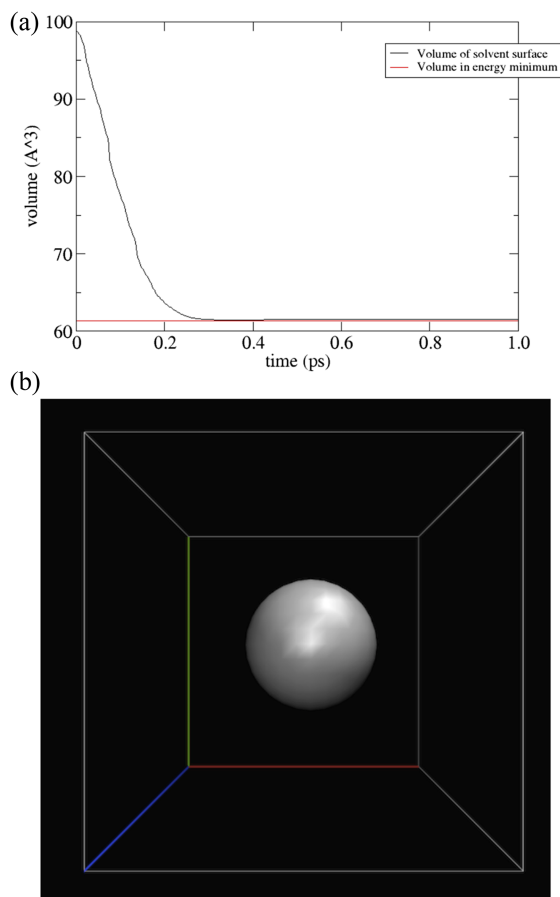 (a)
100
90
80
70
60
volume (A^3)
Volume of solvent surface
Volume in energy minimum
0
0.2
0.4
0.6
0.8
1.0
time (ps)
(b)